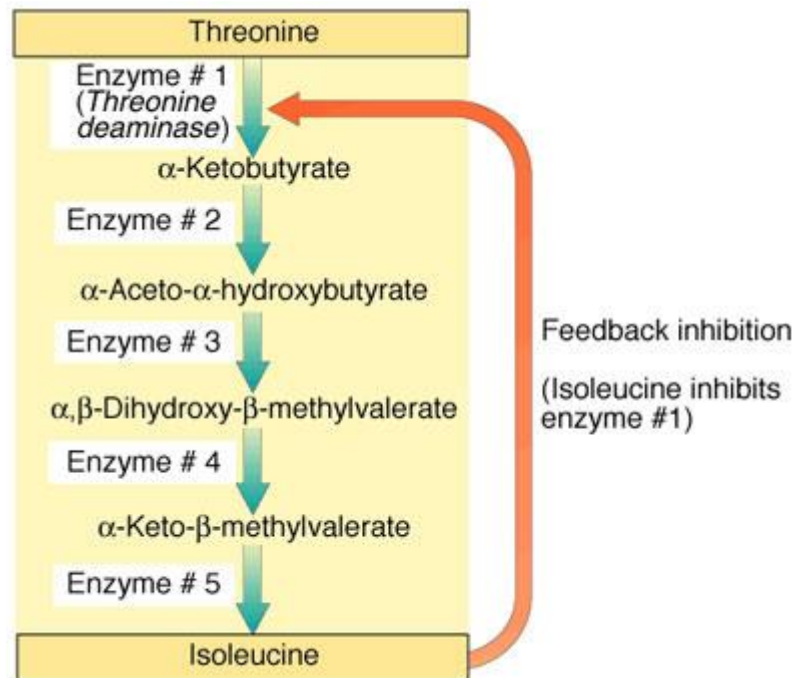 Threonine
Enzyme # 1
(Threonine
deaminase)
α-Ketobutyrate
Enzyme # 2
α-Aceto-α-hydroxybutyrate
Enzyme # 3
α,β-Dihydroxy-β-methylvalerate
Enzyme # 4
α-Keto-β-methylvalerate
Enzyme # 5
Isoleucine
Feedback inhibition
(Isoleucine inhibits
enzyme #1)